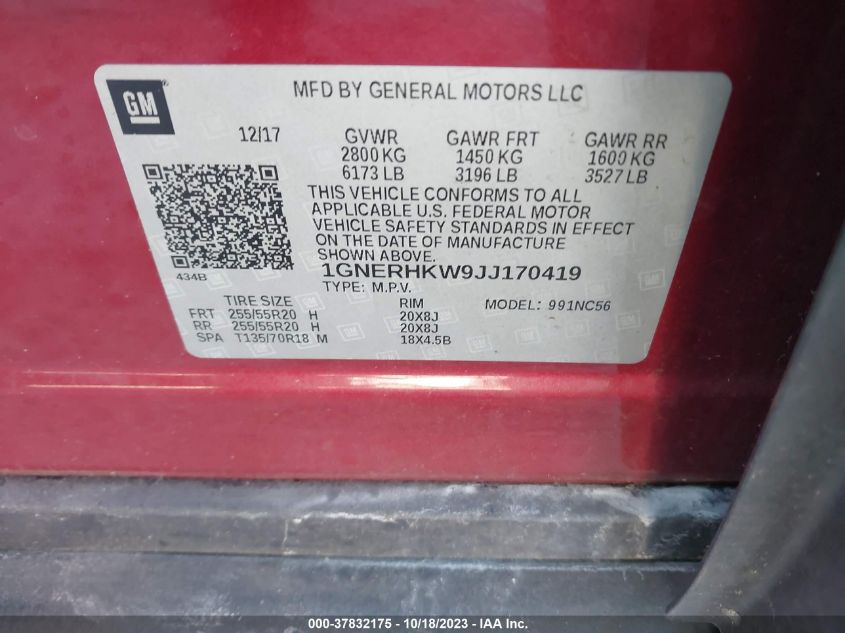 GM
MFD BY GENERAL MOTORS LLC
12/17 GVWR GAWR FRT GAWR RR
2800 KG 1450 KG 1600 KG
6173 LB 3196 LB 3527 LB
THIS VEHICLE CONFORMS TO ALL
APPLICABLE U.S. FEDERAL MOTOR
VEHICLE SAFETY STANDARDS IN EFFECT
ON THE DATE OF MANUFACTURE
SHOWN ABOVE.
434B 1GNERHKW9JJ170419
TYPE: M.P.V.
TIRE SIZE RIM MODEL: 991NC56
FRT 255/55R20 H 20X8J
RR 255/55R20 H 20X8J
SPA T135/70R18 M 18X4.5B
000-37832175 - 10/18/2023 - IAA Inc.